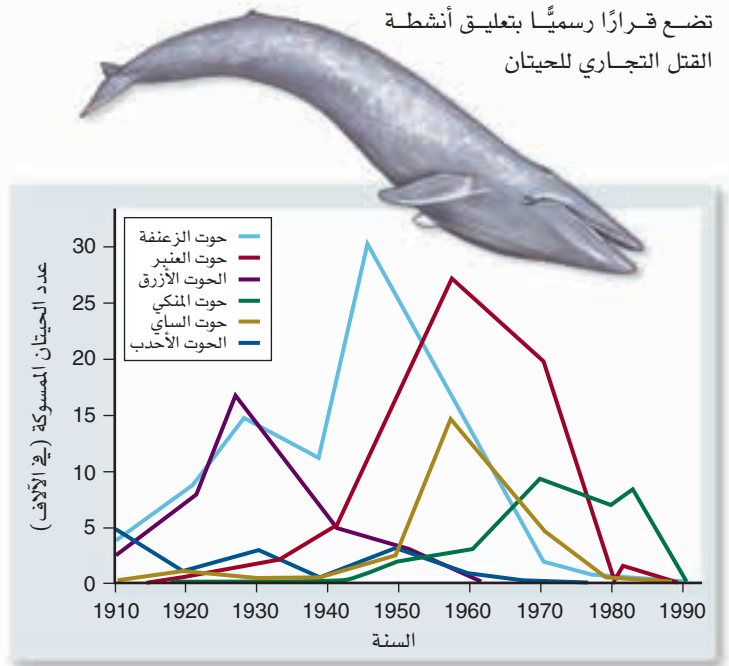 تضع قرارًا رسميًّا بتعليق أنشطة
القتل التجاري للحيتان
عدد الحيتان الممسوكة (في الآلاف)
30
25
20
15
10
5
0
حوت الزعنفة
حوت العنبر
الحوت الأزرق
حوت المنكي
حوت الساي
الحوت الأحدب
1910 1920 1930 1940 1950 1960 1970 1980 1990
السنة